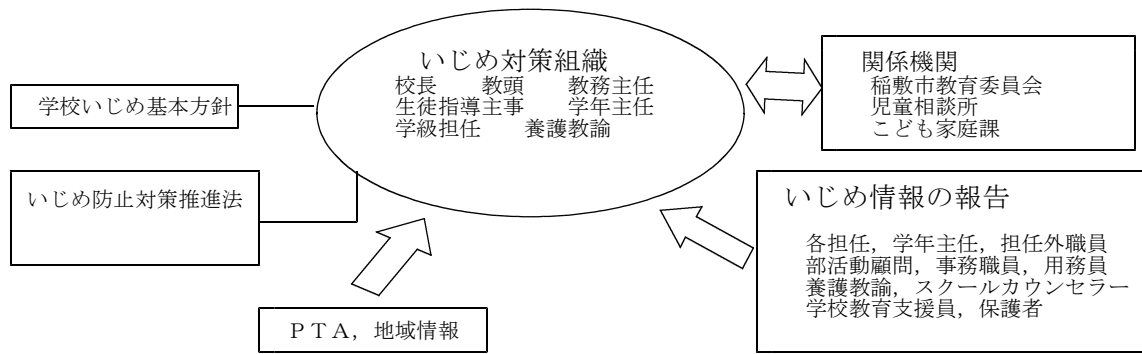 いじめ対策組織
校長　　教頭　　　教務主任
生徒指導主事　　　学年主任
学級担任　　養護教諭
関係機関
稲敷市教育委員会
児童相談所
こども家庭課
学校いじめ基本方針
いじめ防止対策推進法
いじめ情報の報告
各担任，学年主任，担任外職員
部活動顧問，事務職員，用務員
養護教諭，スクールカウンセラー
学校教育支援員，保護者
ＰＴＡ，地域情報